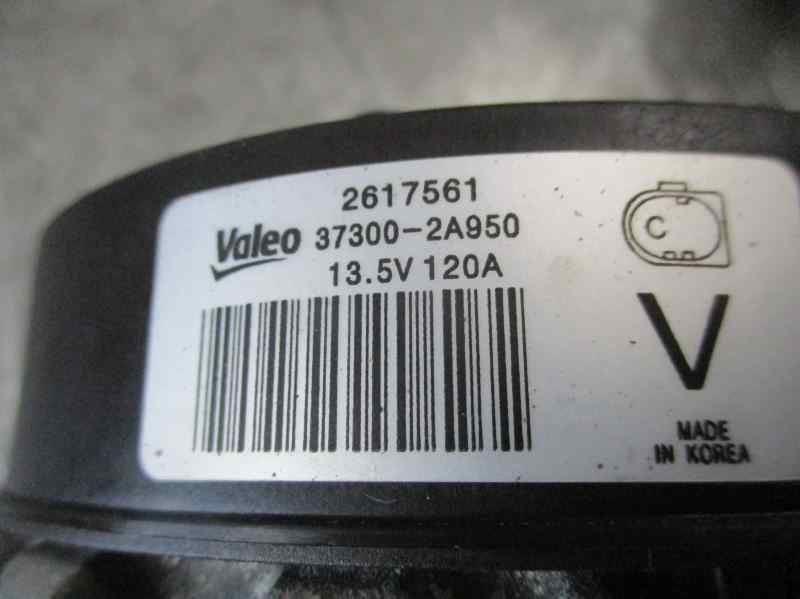 2617561
Valeo 37300-2A950
13.5V 120A
C
V
MADE
IN KOREA